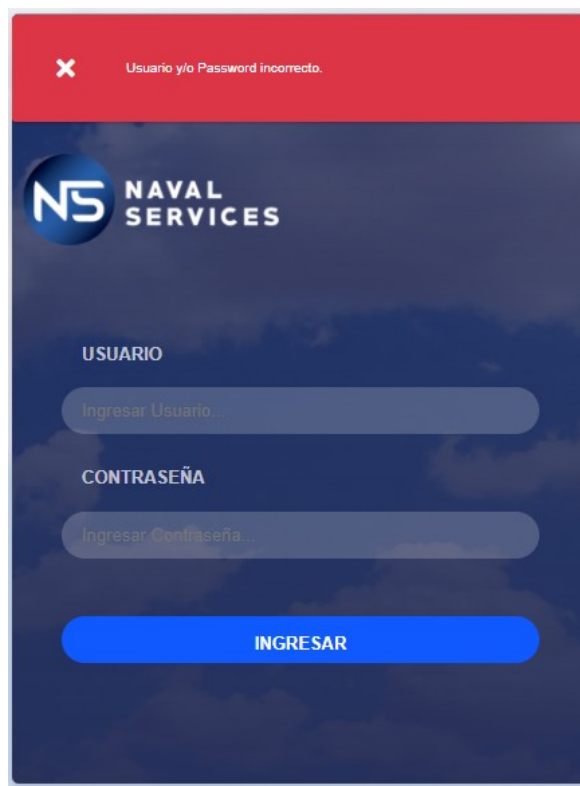 Usuario y/o Password incorrecto.
NS NAVAL
SERVICES
USUARIO
Ingresar Usuario...
CONTRASEÑA
Ingresar Contraseña...
INGRESAR